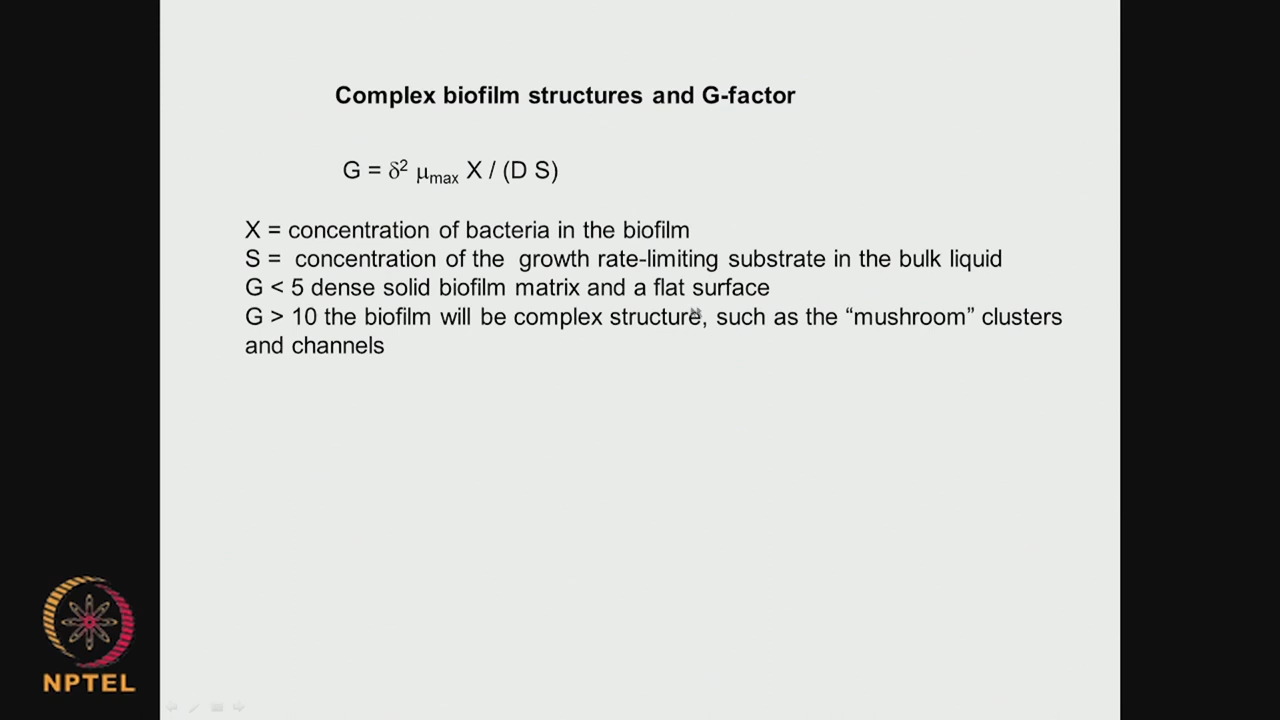 Complex biofilm structures and G-factor
G = δ² μmax X / (D S)
X = concentration of bacteria in the biofilm
S = concentration of the growth rate-limiting substrate in the bulk liquid
G < 5 dense solid biofilm matrix and a flat surface
G > 10 the biofilm will be complex structure, such as the “mushroom” clusters
and channels
NPTEL